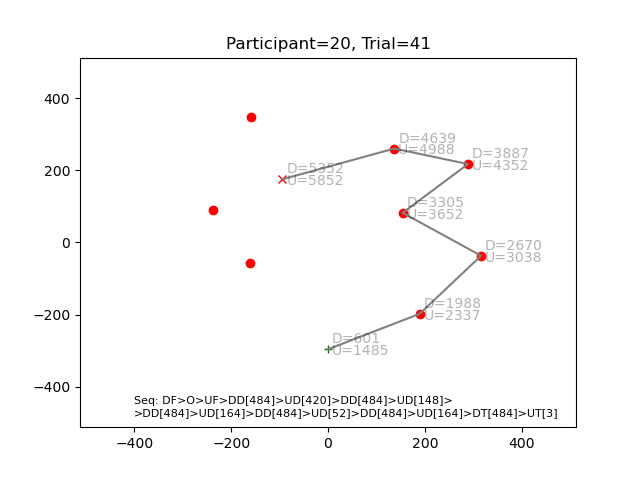 Participant=20, Trial=41
400
200
0
−200
−400
−400
−200
0
200
400
D=4639
U=4988
D=3887
U=4352
D=5352
U=5852
D=3305
U=3652
D=2670
U=3038
D=1988
U=2337
D=601
U=1485
Seq: DF>O>UF>DD[484]>UD[420]>DD[484]>UD[148]>
>DD[484]>UD[164]>DD[484]>UD[52]>DD[484]>UD[164]>DT[484]>UT[3]